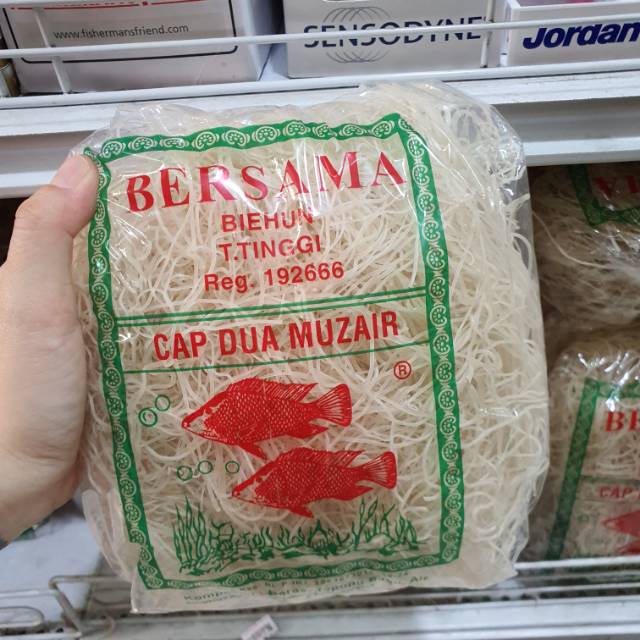 www.fishermansfriend.com
SENSODYNE
Jordan
BERSAMA
BIEHUN
T.TINGGI
Reg. 192666
CAP DUA MUZAIR
®